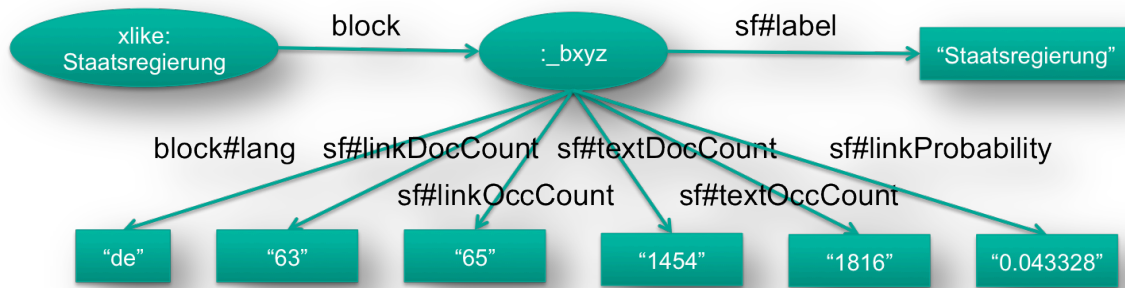 block
sf#label
xlike:
Staatsregierung
:_bxyz
“Staatsregierung”
block#lang
sf#linkDocCount
sf#textDocCount
sf#linkProbability
sf#linkOccCount
sf#textOccCount
“de”
“63”
“65”
“1454”
“1816”
“0.043328”